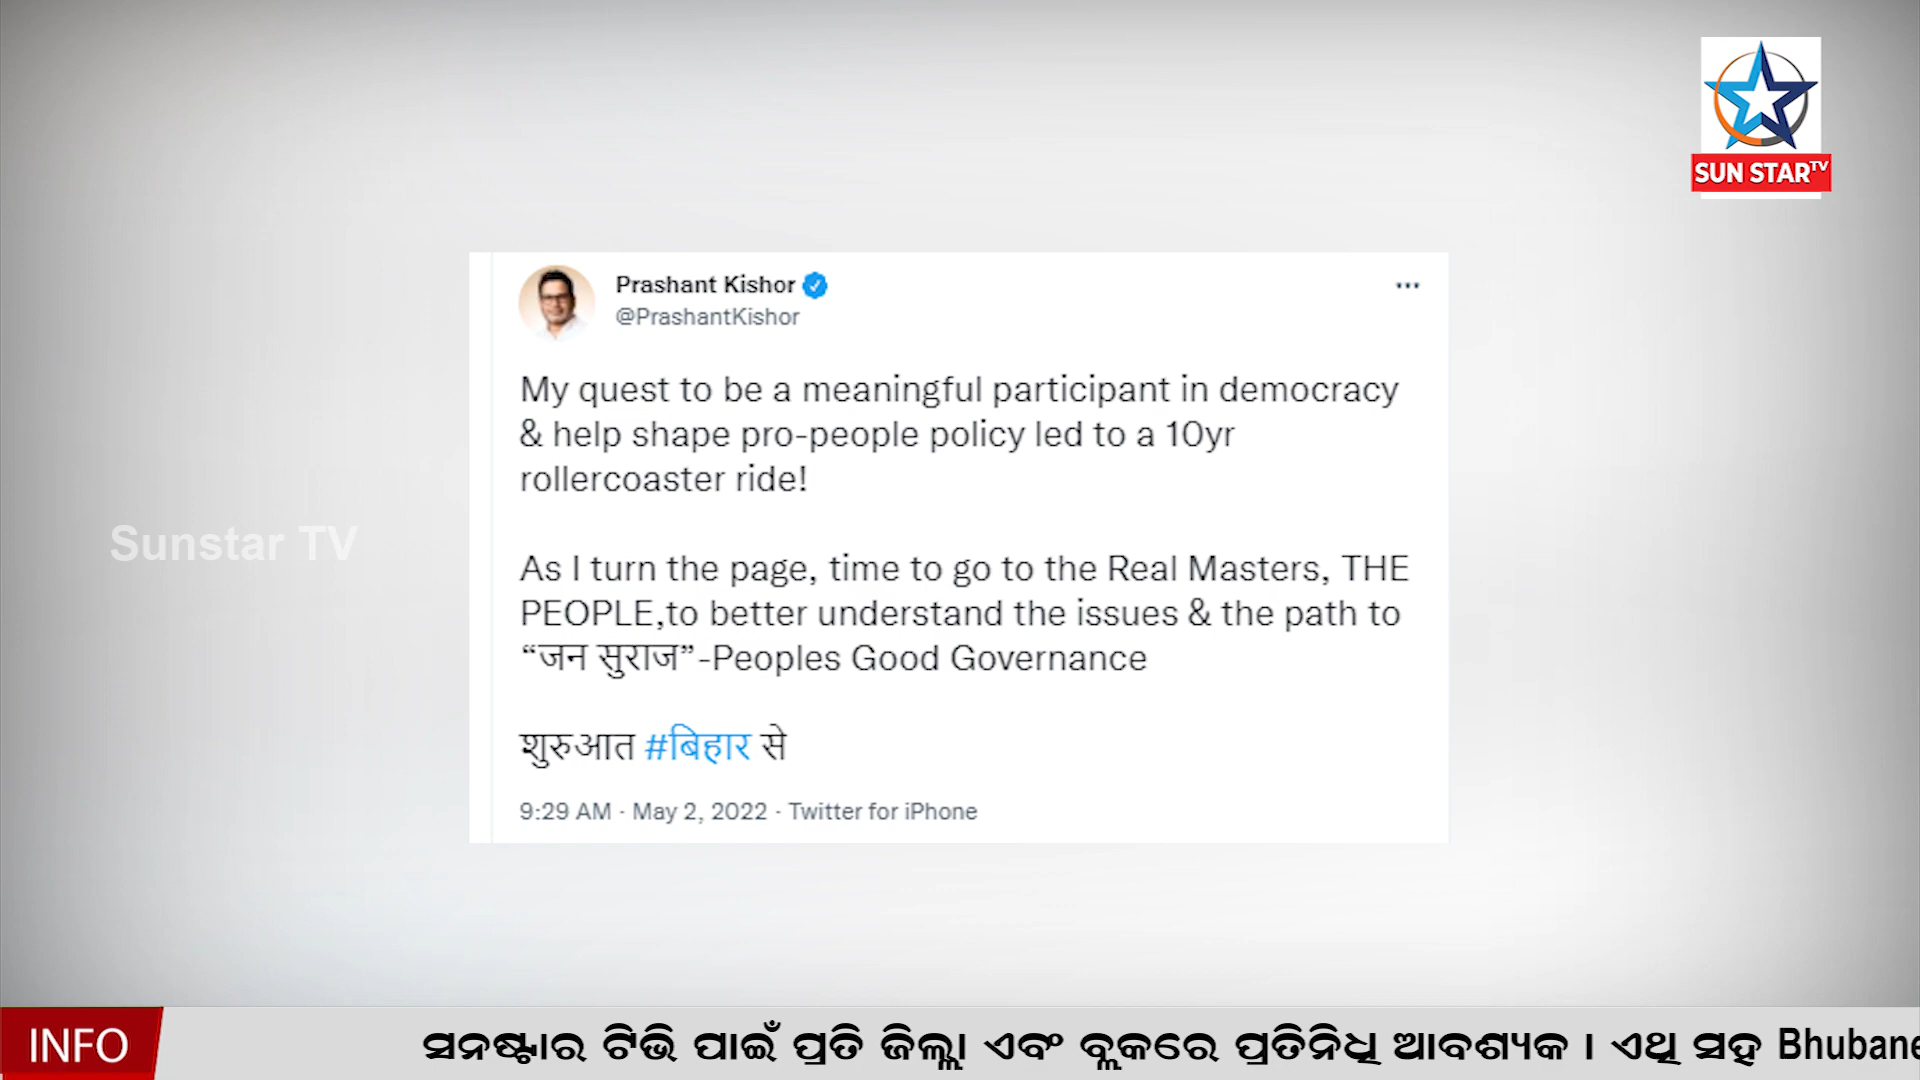 SUN STAR TV
Prashant Kishor
@PrashantKishor
My quest to be a meaningful participant in democracy
& help shape pro-people policy led to a 10yr
rollercoaster ride!
As I turn the page, time to go to the Real Masters, THE
PEOPLE,to better understand the issues & the path to
“जन सुराज”-Peoples Good Governance
शुरुआत #बिहार से
9:29 AM · May 2, 2022 · Twitter for iPhone
Sunstar TV
INFO
ସନଷ୍ଟାର ଟିଭି ପାଇଁ ପ୍ରତି ଜିଲ୍ଲା ଏବଂ ବ୍ଲକରେ ପ୍ରତିନିଧି ଆବଶ୍ୟକ । ଏଥି ସହ Bhubane